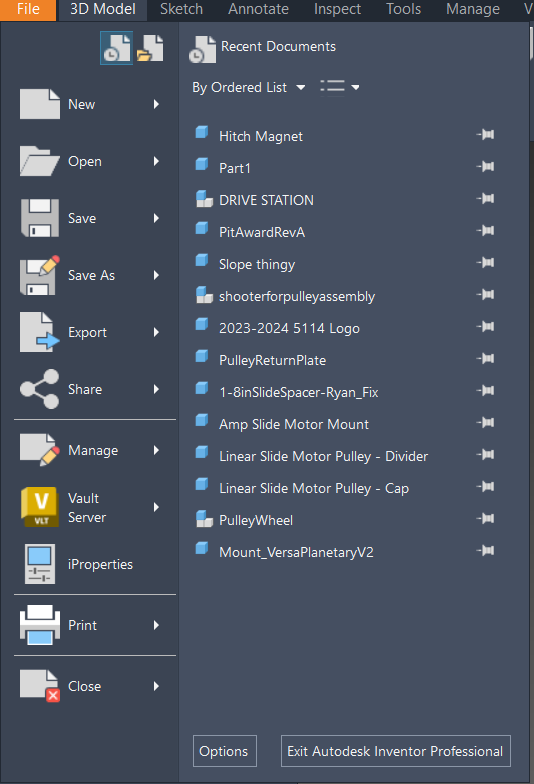 File
3D Model
Sketch
Annotate
Inspect
Tools
Manage
V
Recent Documents
By Ordered List
New
Open
Save
Save As
Export
Share
Manage
V
VLT
Vault
Server
iProperties
Print
Close
Hitch Magnet
Part1
DRIVE STATION
PitAwardRevA
Slope thingy
shooterforpulleyassembly
2023-2024 5114 Logo
PulleyReturnPlate
1-8inSlideSpacer-Ryan_Fix
Amp Slide Motor Mount
Linear Slide Motor Pulley - Divider
Linear Slide Motor Pulley - Cap
PulleyWheel
Mount_VersaPlanetaryV2
Options
Exit Autodesk Inventor Professional